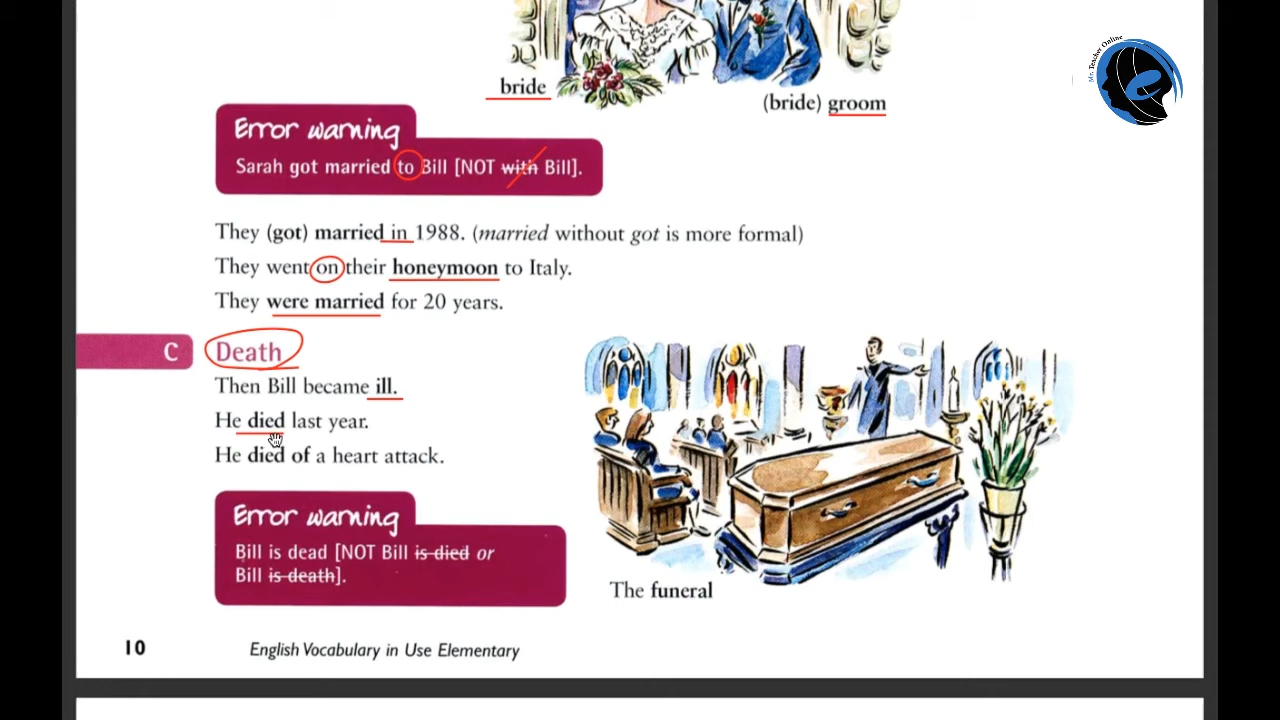 Mr. Teacher Online
bride
(bride) groom
Error warning
Sarah got married to Bill [NOT with Bill].
They (got) married in 1988. (married without got is more formal)
They went on their honeymoon to Italy.
They were married for 20 years.
C Death
Then Bill became ill.
He died last year.
He died of a heart attack.
Error warning
Bill is dead [NOT Bill is died or
Bill is death].
The funeral
10 English Vocabulary in Use Elementary